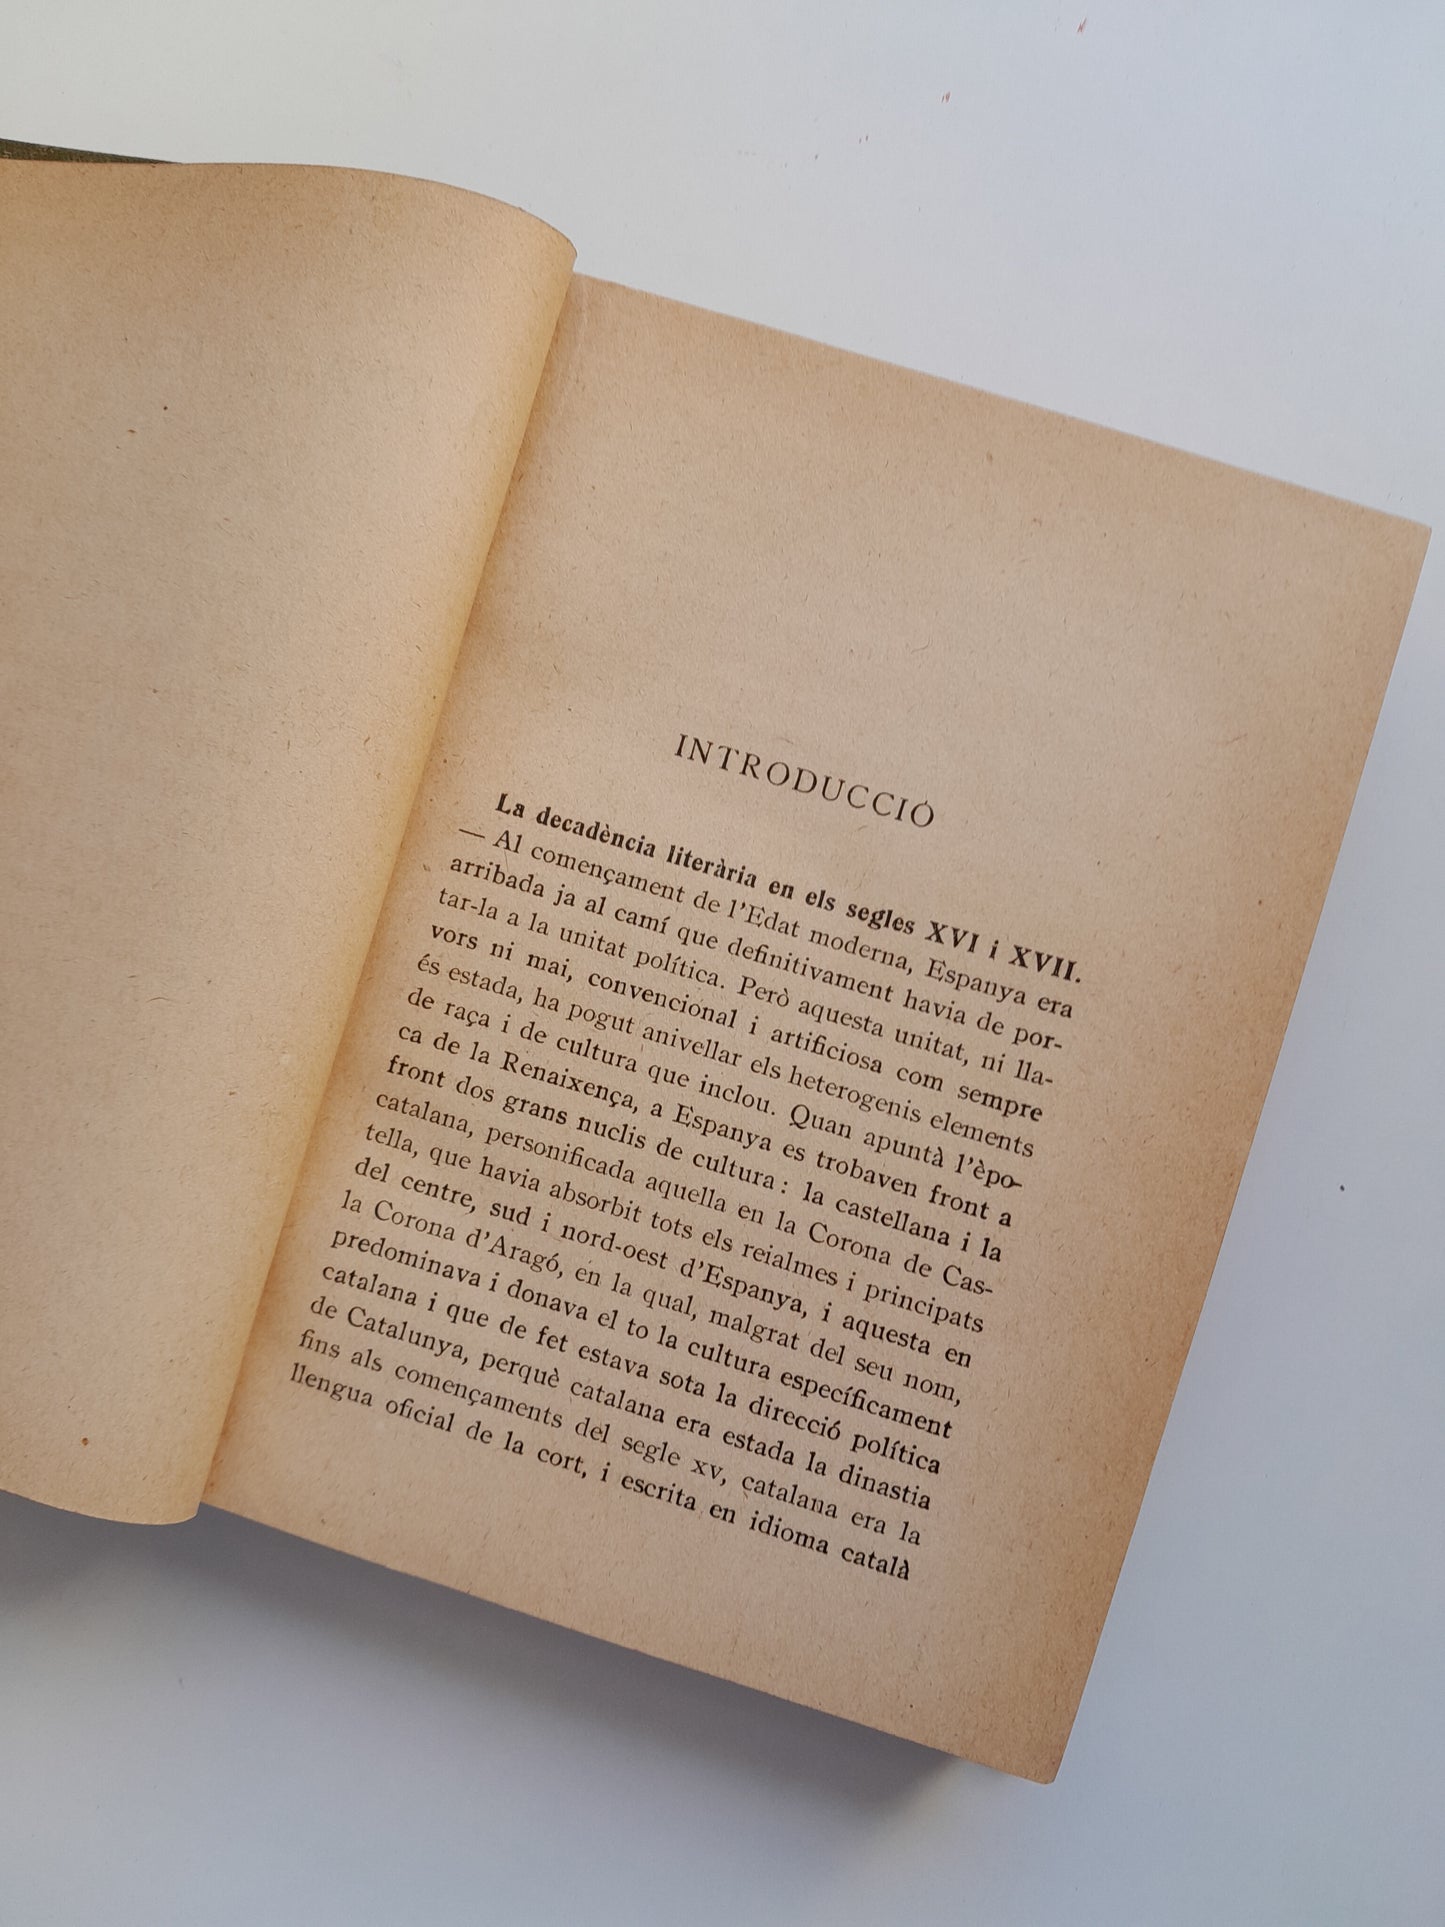 INTRODUCCIÓ
La decadència literària en els segles XVI i XVII.
— Al començament de l'Edat moderna, Espanya era
arribada ja al camí que definitivament havia de por-
tar-la a la unitat política. Però aquesta unitat, ni lla-
vors ni mai, convencional i artificiosa com sempre
és estada, ha pogut anivellar els heterogenis elements
de raça i de cultura que inclou. Quan apuntà l'èpo-
ca de la Renaixença, a Espanya es trobaven front a
front dos grans nuclis de cultura: la castellana i la
catalana, personificada aquella en la Corona de Cas-
tella, que havia absorbit tots els reialmes i principats
del centre, sud i nord-oest d'Espanya, i aquesta en
la Corona d'Aragó, en la qual, malgrat del seu nom,
predominava i donava el to la cultura específicament
catalana i que de fet estava sota la direcció política
de Catalunya, perquè catalana era estada la dinastia
fins als començaments del segle XV, catalana era la
llengua oficial de la cort, i escrita en idioma català